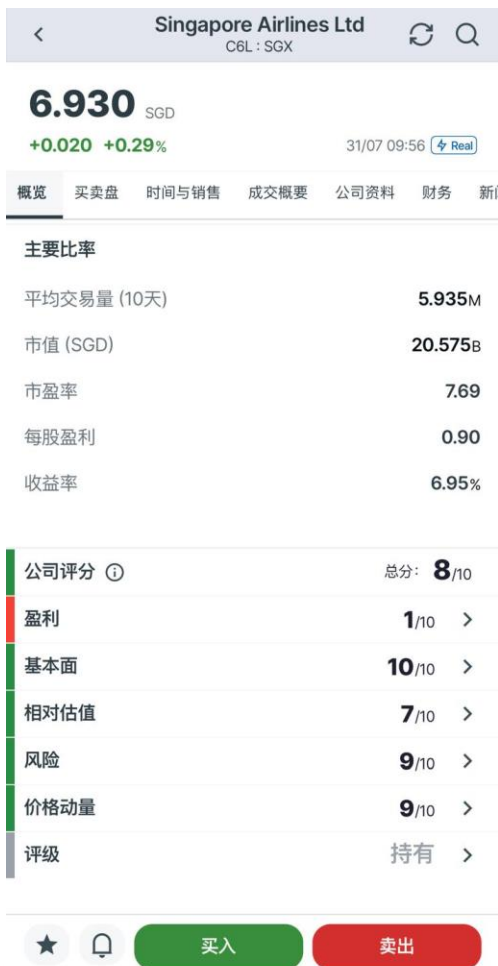 Singapore Airlines Ltd
C6L : SGX
6.930 SGD
+0.020 +0.29%
31/07 09:56 Real
概览 买卖盘 时间与销售 成交概要 公司资料 财务
主要比率
平均交易量 (10天) 5.935M
市值 (SGD) 20.575B
市盈率 7.69
每股盈利 0.90
收益率 6.95%
公司评分 总分: 8/10
盈利 1/10
基本面 10/10
相对估值 7/10
风险 9/10
价格动量 9/10
评级 持有
买入 卖出